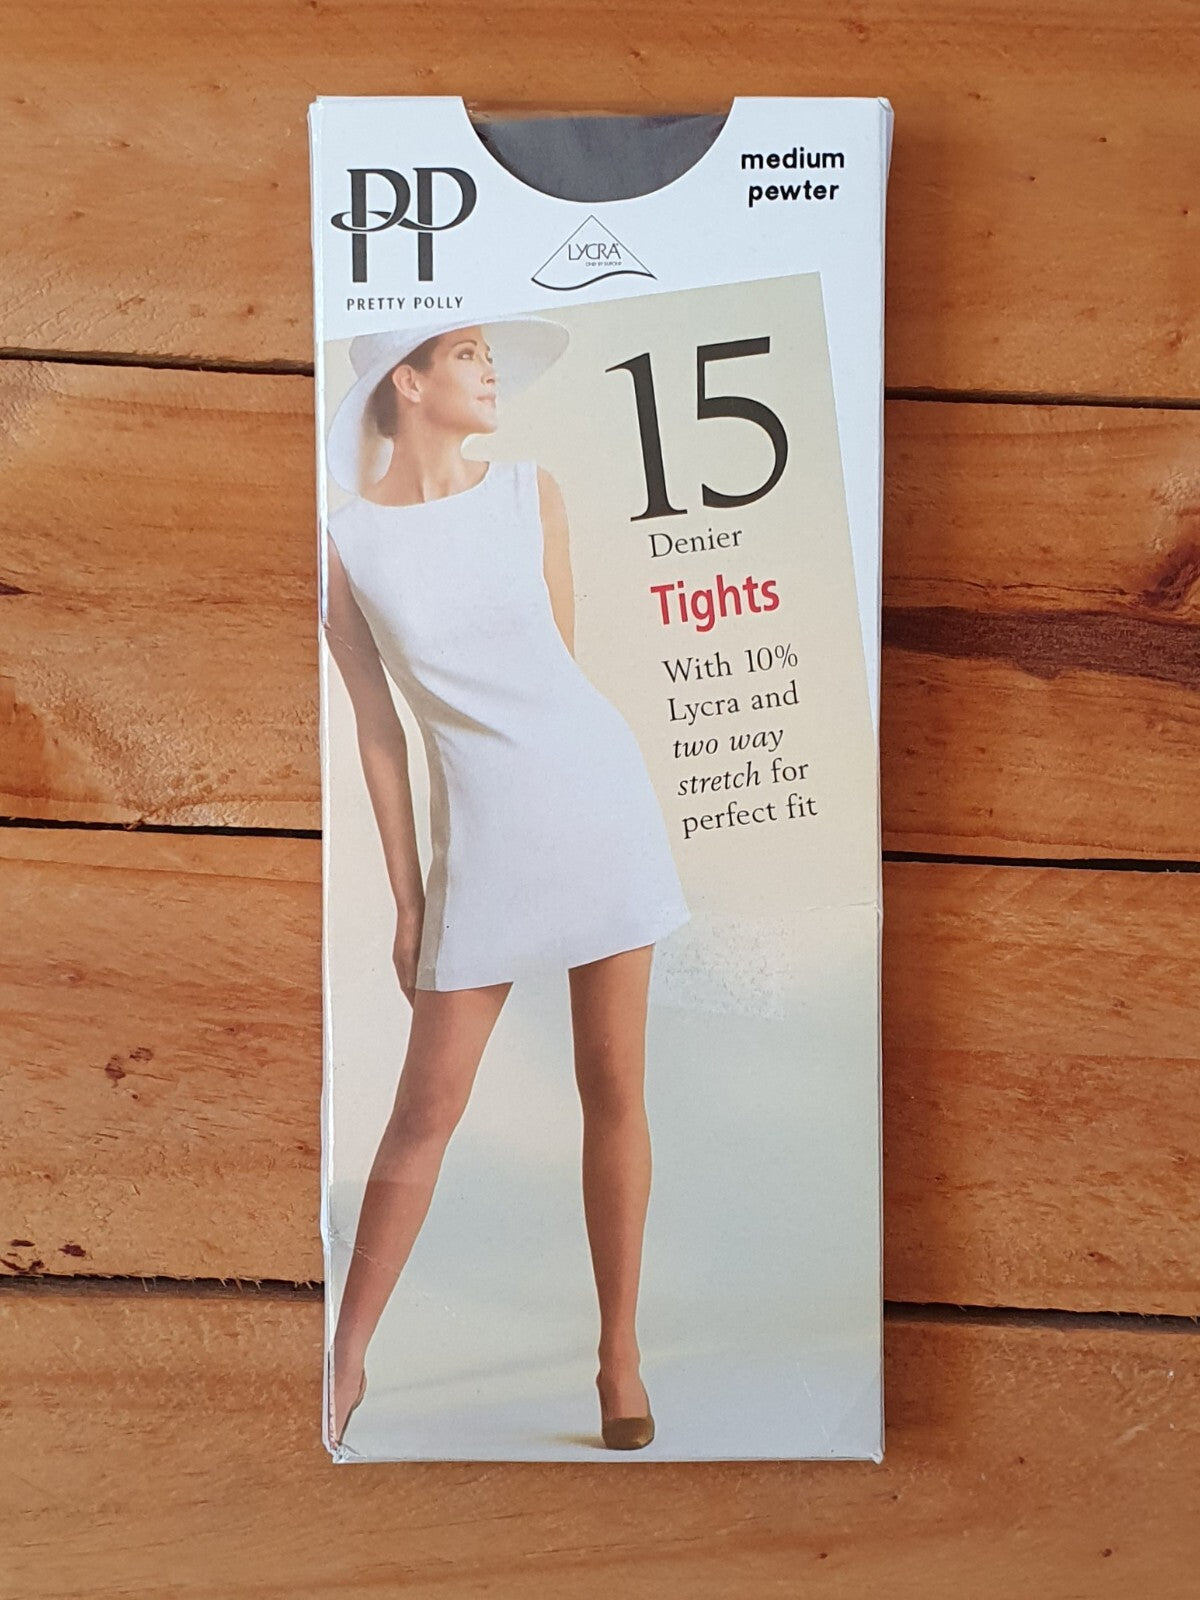 medium
pewter
PP
PRETTY POLLY
LYCRA
15
Denier
Tights
With 10%
Lycra and
two way
stretch for
perfect fit